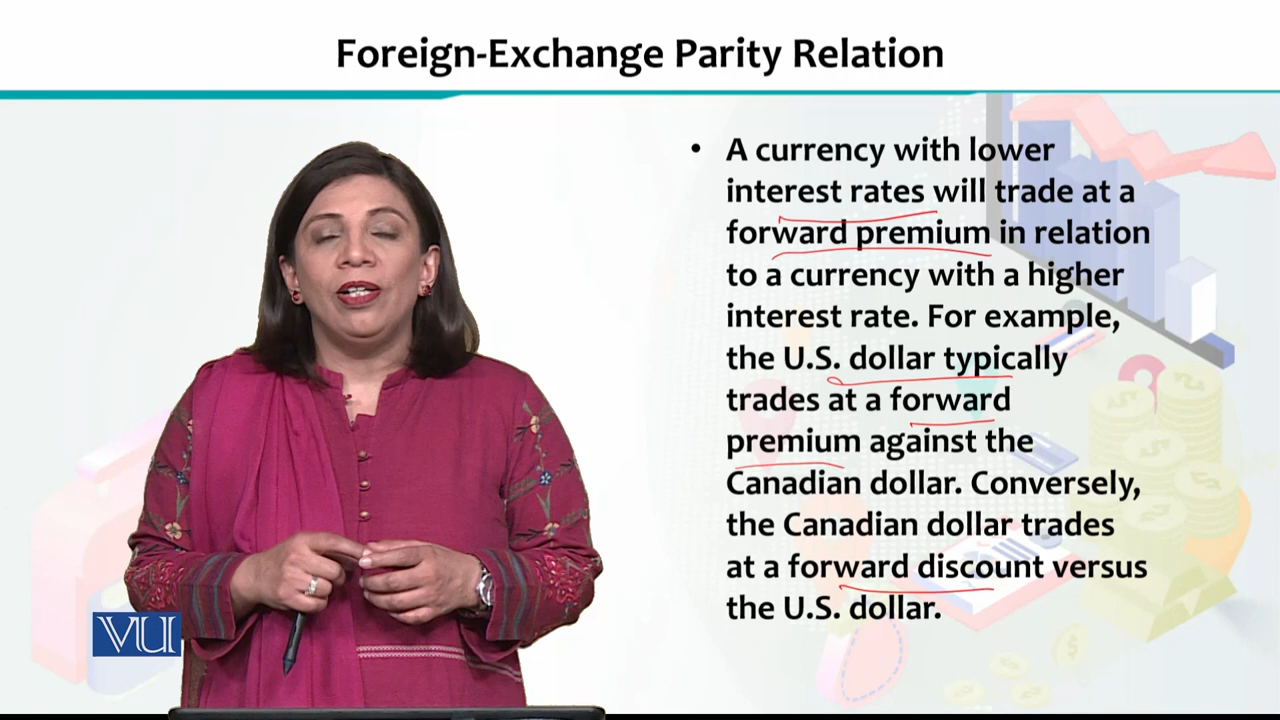 Foreign-Exchange Parity Relation
• A currency with lower
interest rates will trade at a
forward premium in relation
to a currency with a higher
interest rate. For example,
the U.S. dollar typically
trades at a forward
premium against the
Canadian dollar. Conversely,
the Canadian dollar trades
at a forward discount versus
the U.S. dollar.
VU